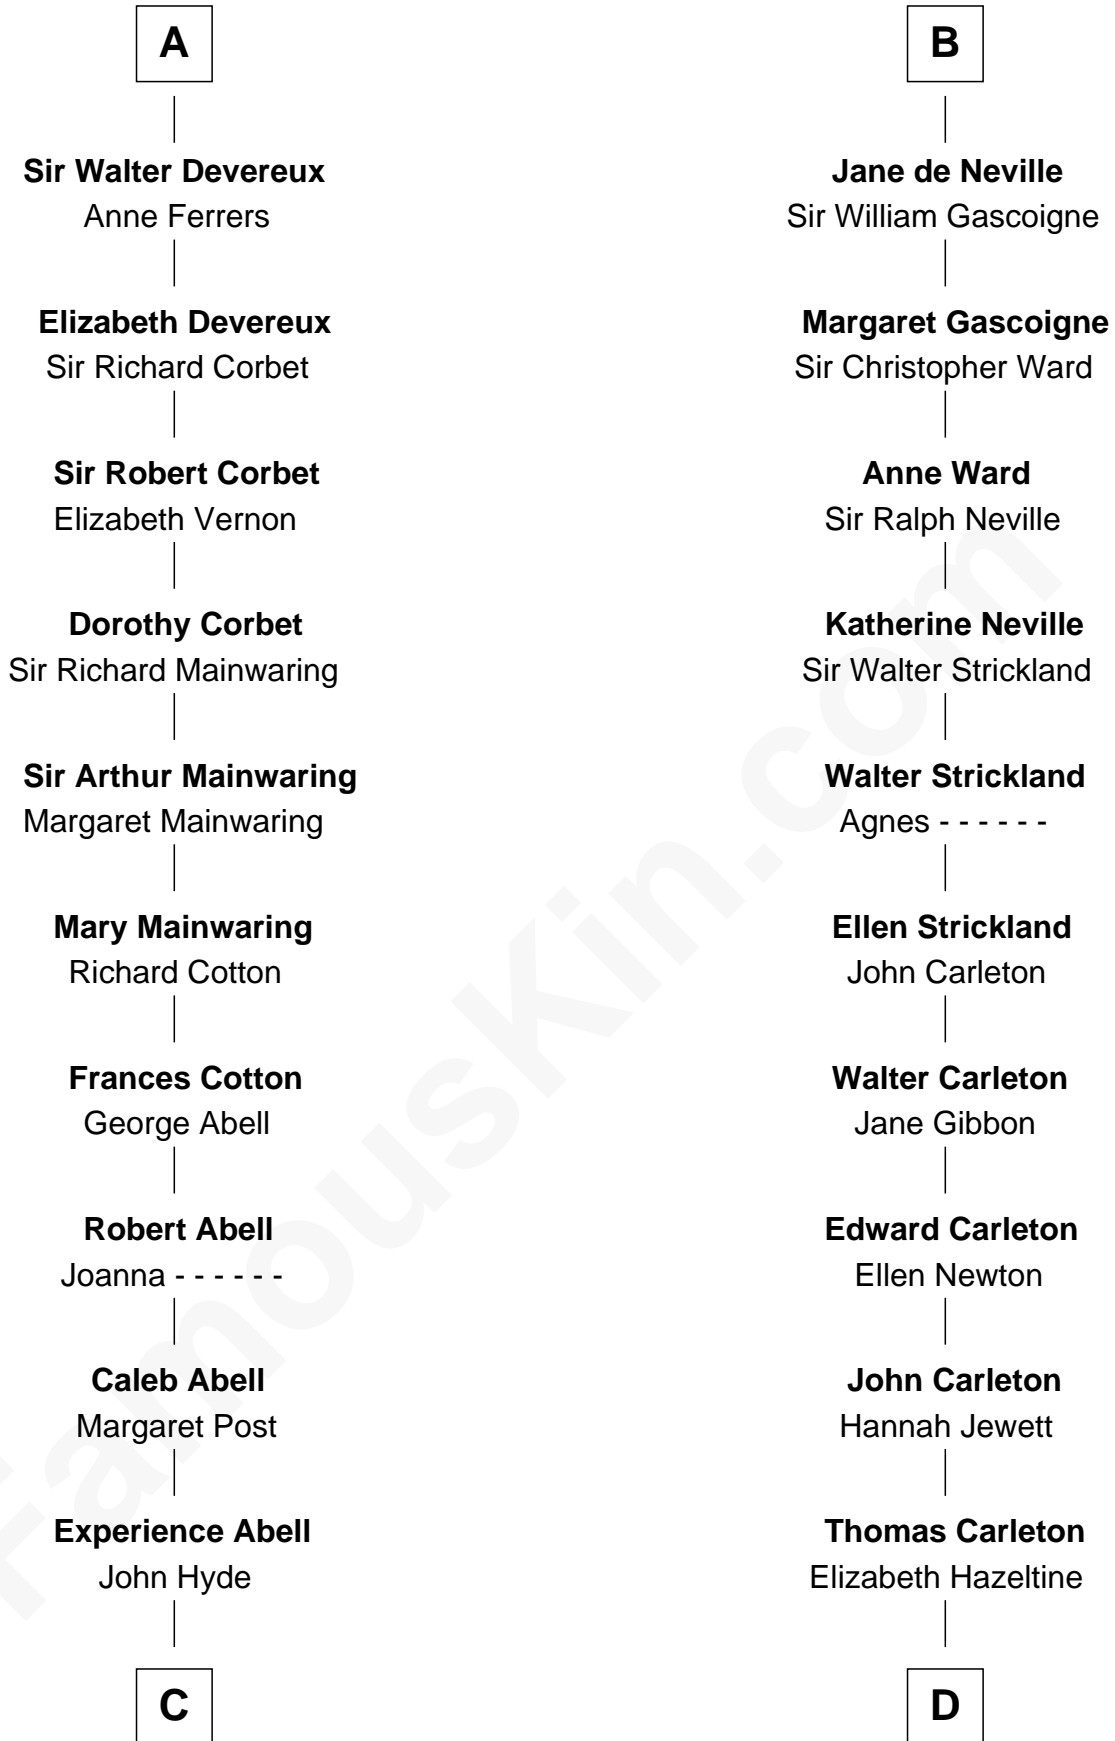 A
Sir Walter Devereux
Anne Ferrers
Elizabeth Devereux
Sir Richard Corbet
Sir Robert Corbet
Elizabeth Vernon
Dorothy Corbet
Sir Richard Mainwaring
Sir Arthur Mainwaring
Margaret Mainwaring
Mary Mainwaring
Richard Cotton
Frances Cotton
George Abell
Robert Abell
Joanna - - - - - -
Caleb Abell
Margaret Post
Experience Abell
John Hyde
C
B
Jane de Neville
Sir William Gascoigne
Margaret Gascoigne
Sir Christopher Ward
Anne Ward
Sir Ralph Neville
Katherine Neville
Sir Walter Strickland
Walter Strickland
Agnes - - - - - -
Ellen Strickland
John Carleton
Walter Carleton
Jane Gibbon
Edward Carleton
Ellen Newton
John Carleton
Hannah Jewett
Thomas Carleton
Elizabeth Hazeltine
D
FamousKin.com